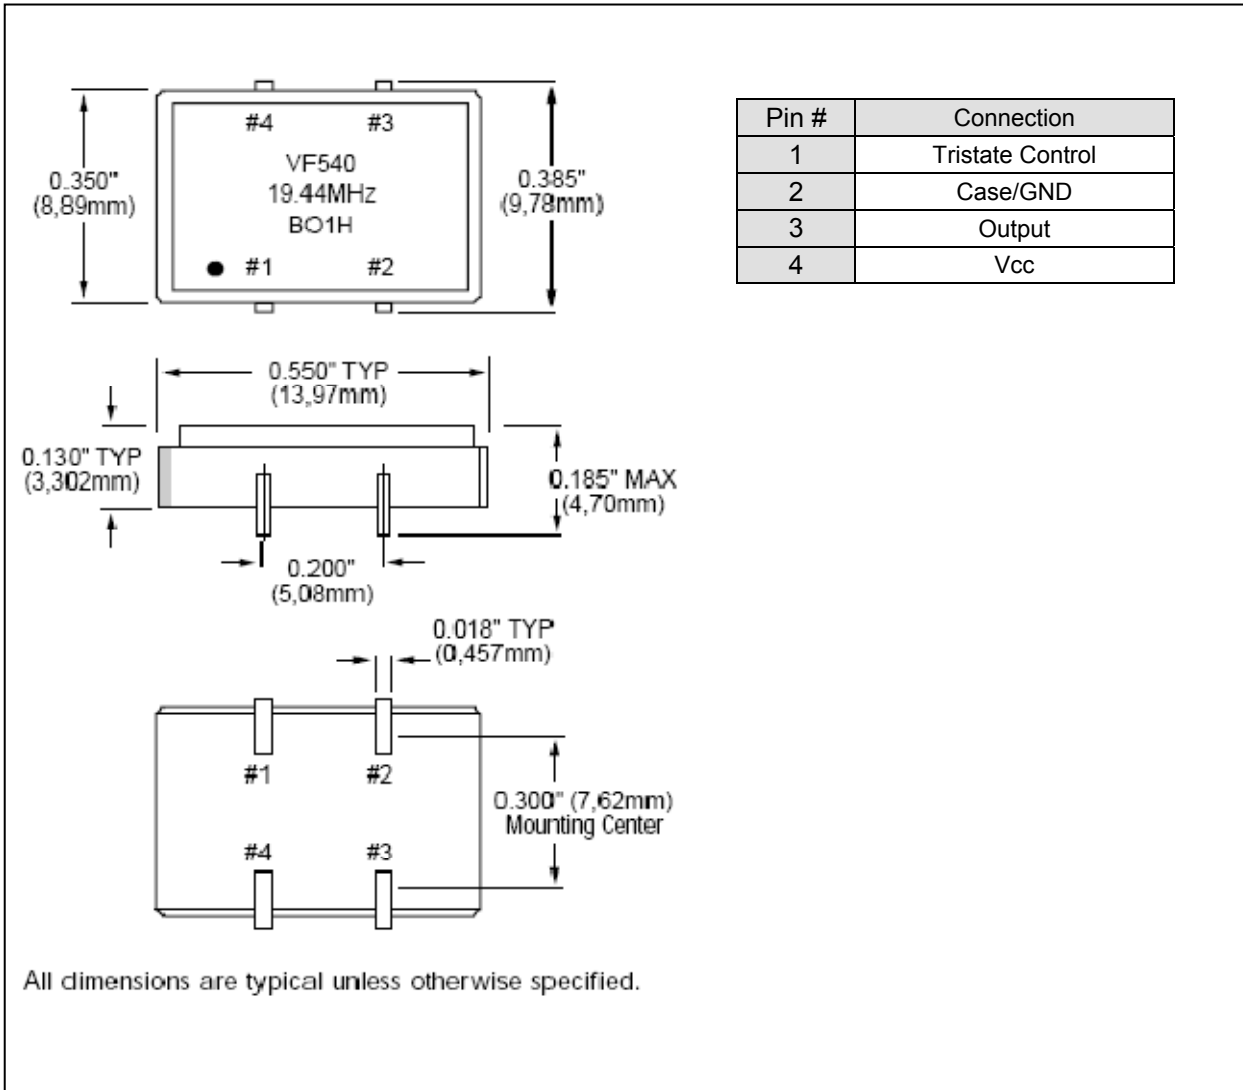 #4 #3
VF540
19.44MHz
BO1H
#1 #2
0.350"
(8,89mm)
0.385"
(9,78mm)
Pin # Connection
1 Tristate Control
2 Case/GND
3 Output
4 Vcc
0.550" TYP
(13,97mm)
0.130" TYP
(3,302mm)
0.185" MAX
(4,70mm)
0.200"
(5,08mm)
0.018" TYP
(0,457mm)
#1 #2
0.300" (7,62mm)
Mounting Center
#4 #3
All dimensions are typical unless otherwise specified.